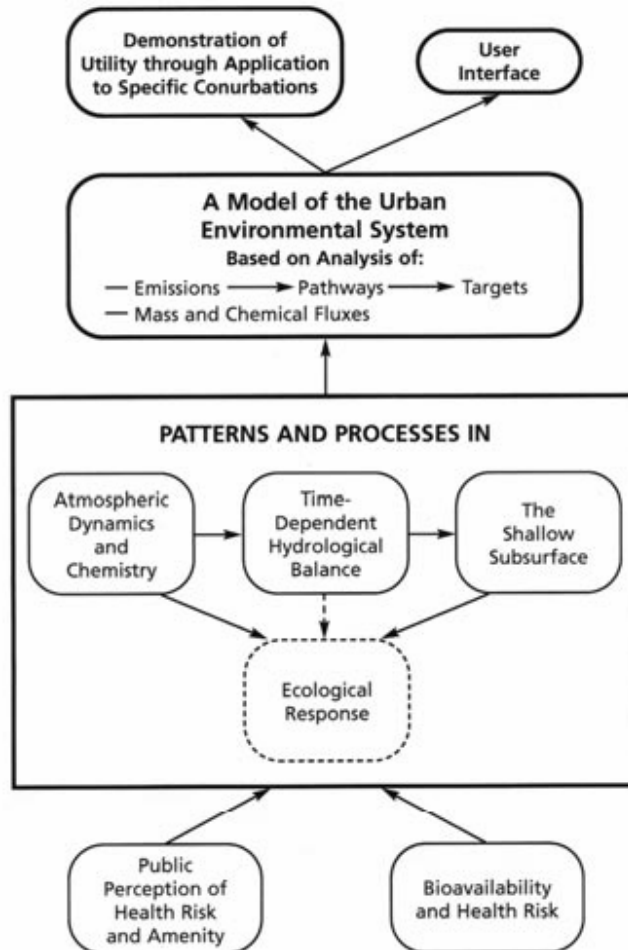 Demonstration of
Utility through Application
to Specific Conurbations
User
Interface
A Model of the Urban
Environmental System
Based on Analysis of:
— Emissions → Pathways → Targets
— Mass and Chemical Fluxes
PATTERNS AND PROCESSES IN
Atmospheric
Dynamics
and
Chemistry
Time-
Dependent
Hydrological
Balance
The
Shallow
Subsurface
Ecological
Response
Public
Perception of
Health Risk
and Amenity
Bioavailability
and Health Risk